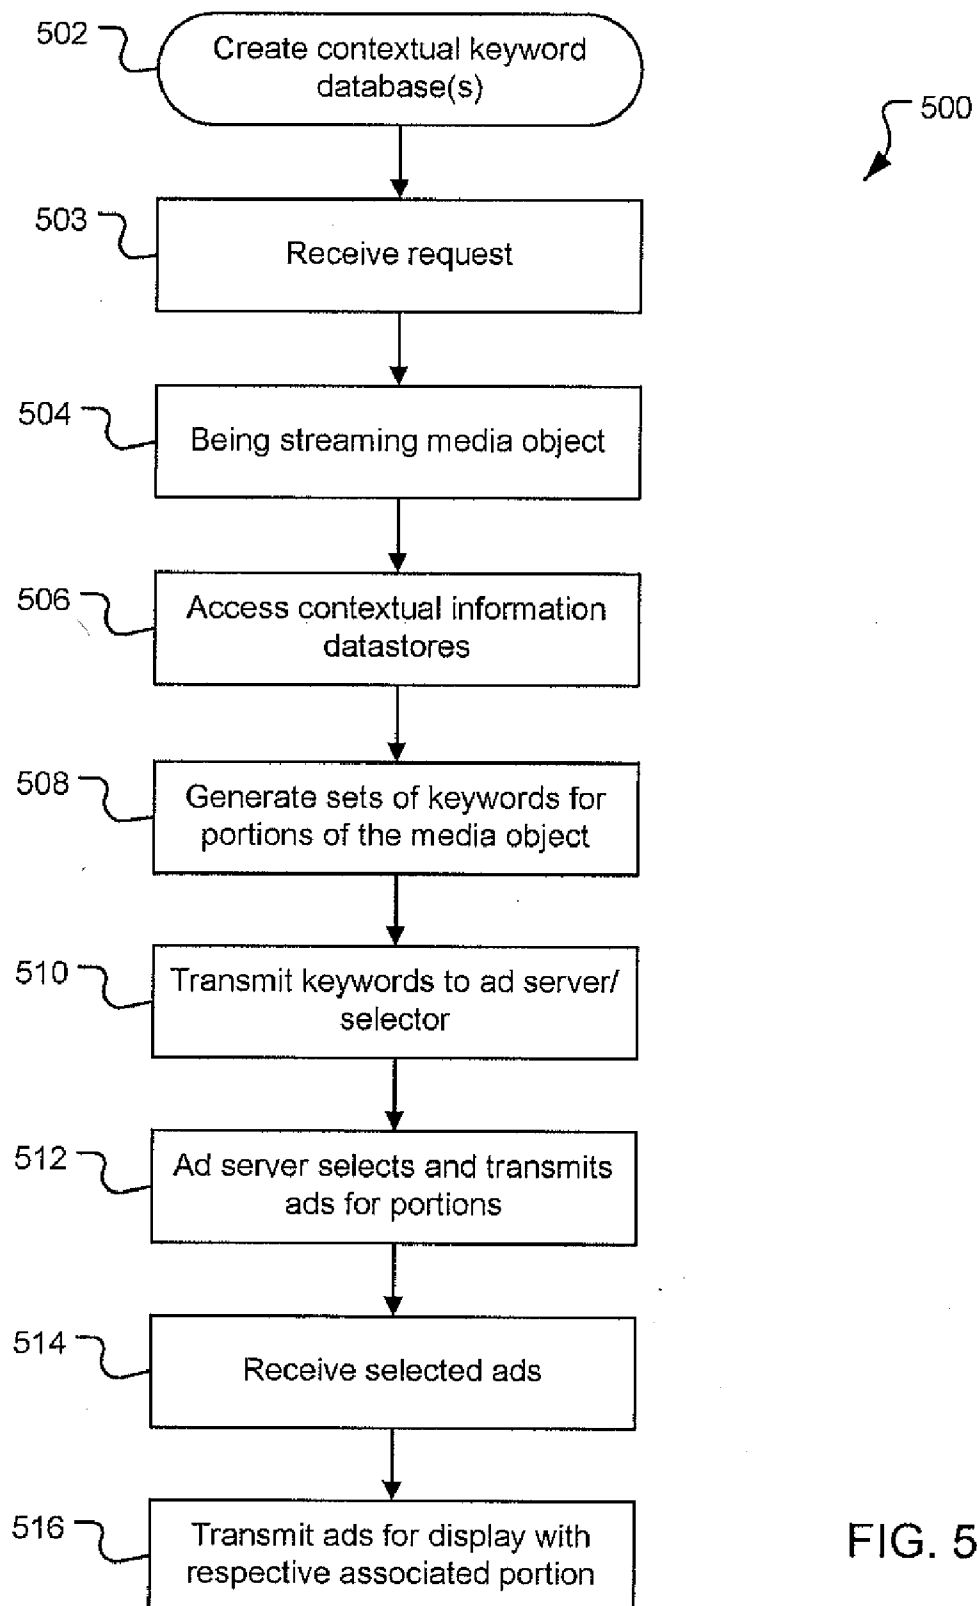 502
Create contextual keyword
database(s)
500
503
Receive request
504
Being streaming media object
506
Access contextual information
datastores
508
Generate sets of keywords for
portions of the media object
510
Transmit keywords to ad server/
selector
512
Ad server selects and transmits
ads for portions
514
Receive selected ads
516
Transmit ads for display with
respective associated portion
FIG. 5